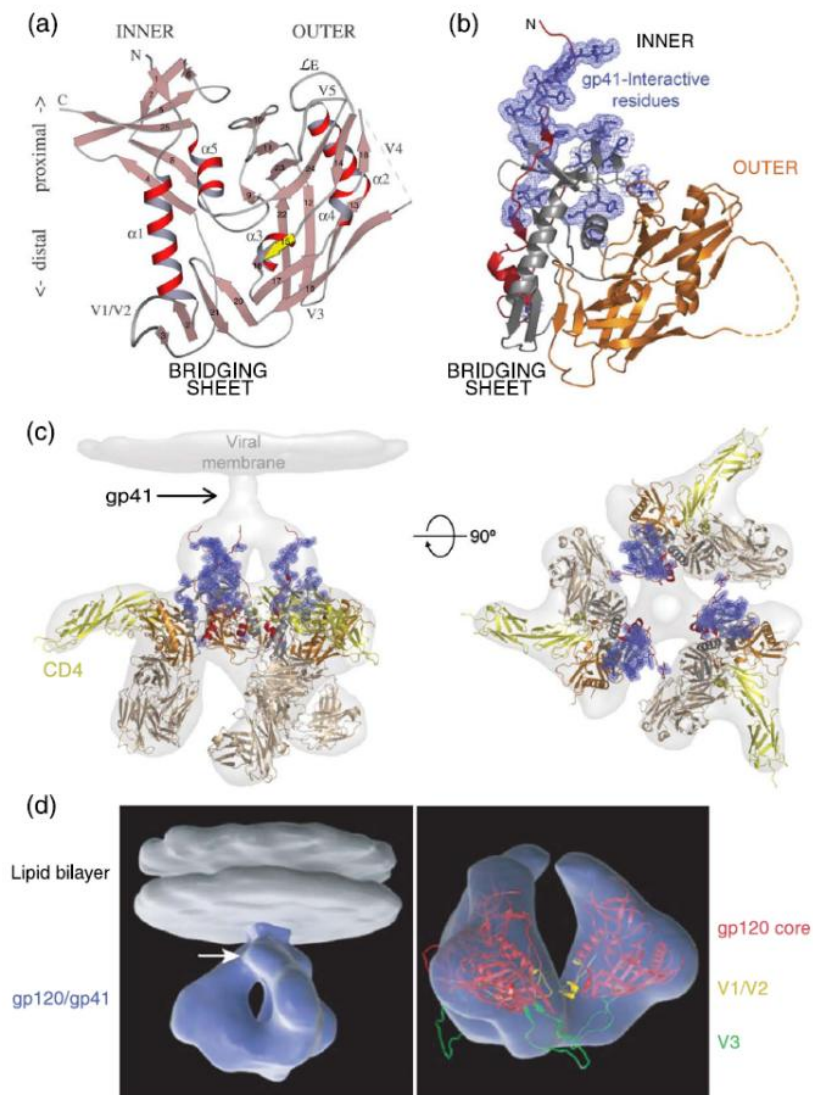 (a)
INNER
OUTER
N
ℒE
V5
C
V4
proximal ->
<- distal
α5
α2
α4
α1
α3
V1/V2
V3
BRIDGING
SHEET
(b)
N
INNER
gp41-Interactive
residues
OUTER
BRIDGING
SHEET
(c)
Viral
membrane
gp41
90º
CD4
(d)
Lipid bilayer
gp120/gp41
gp120 core
V1/V2
V3